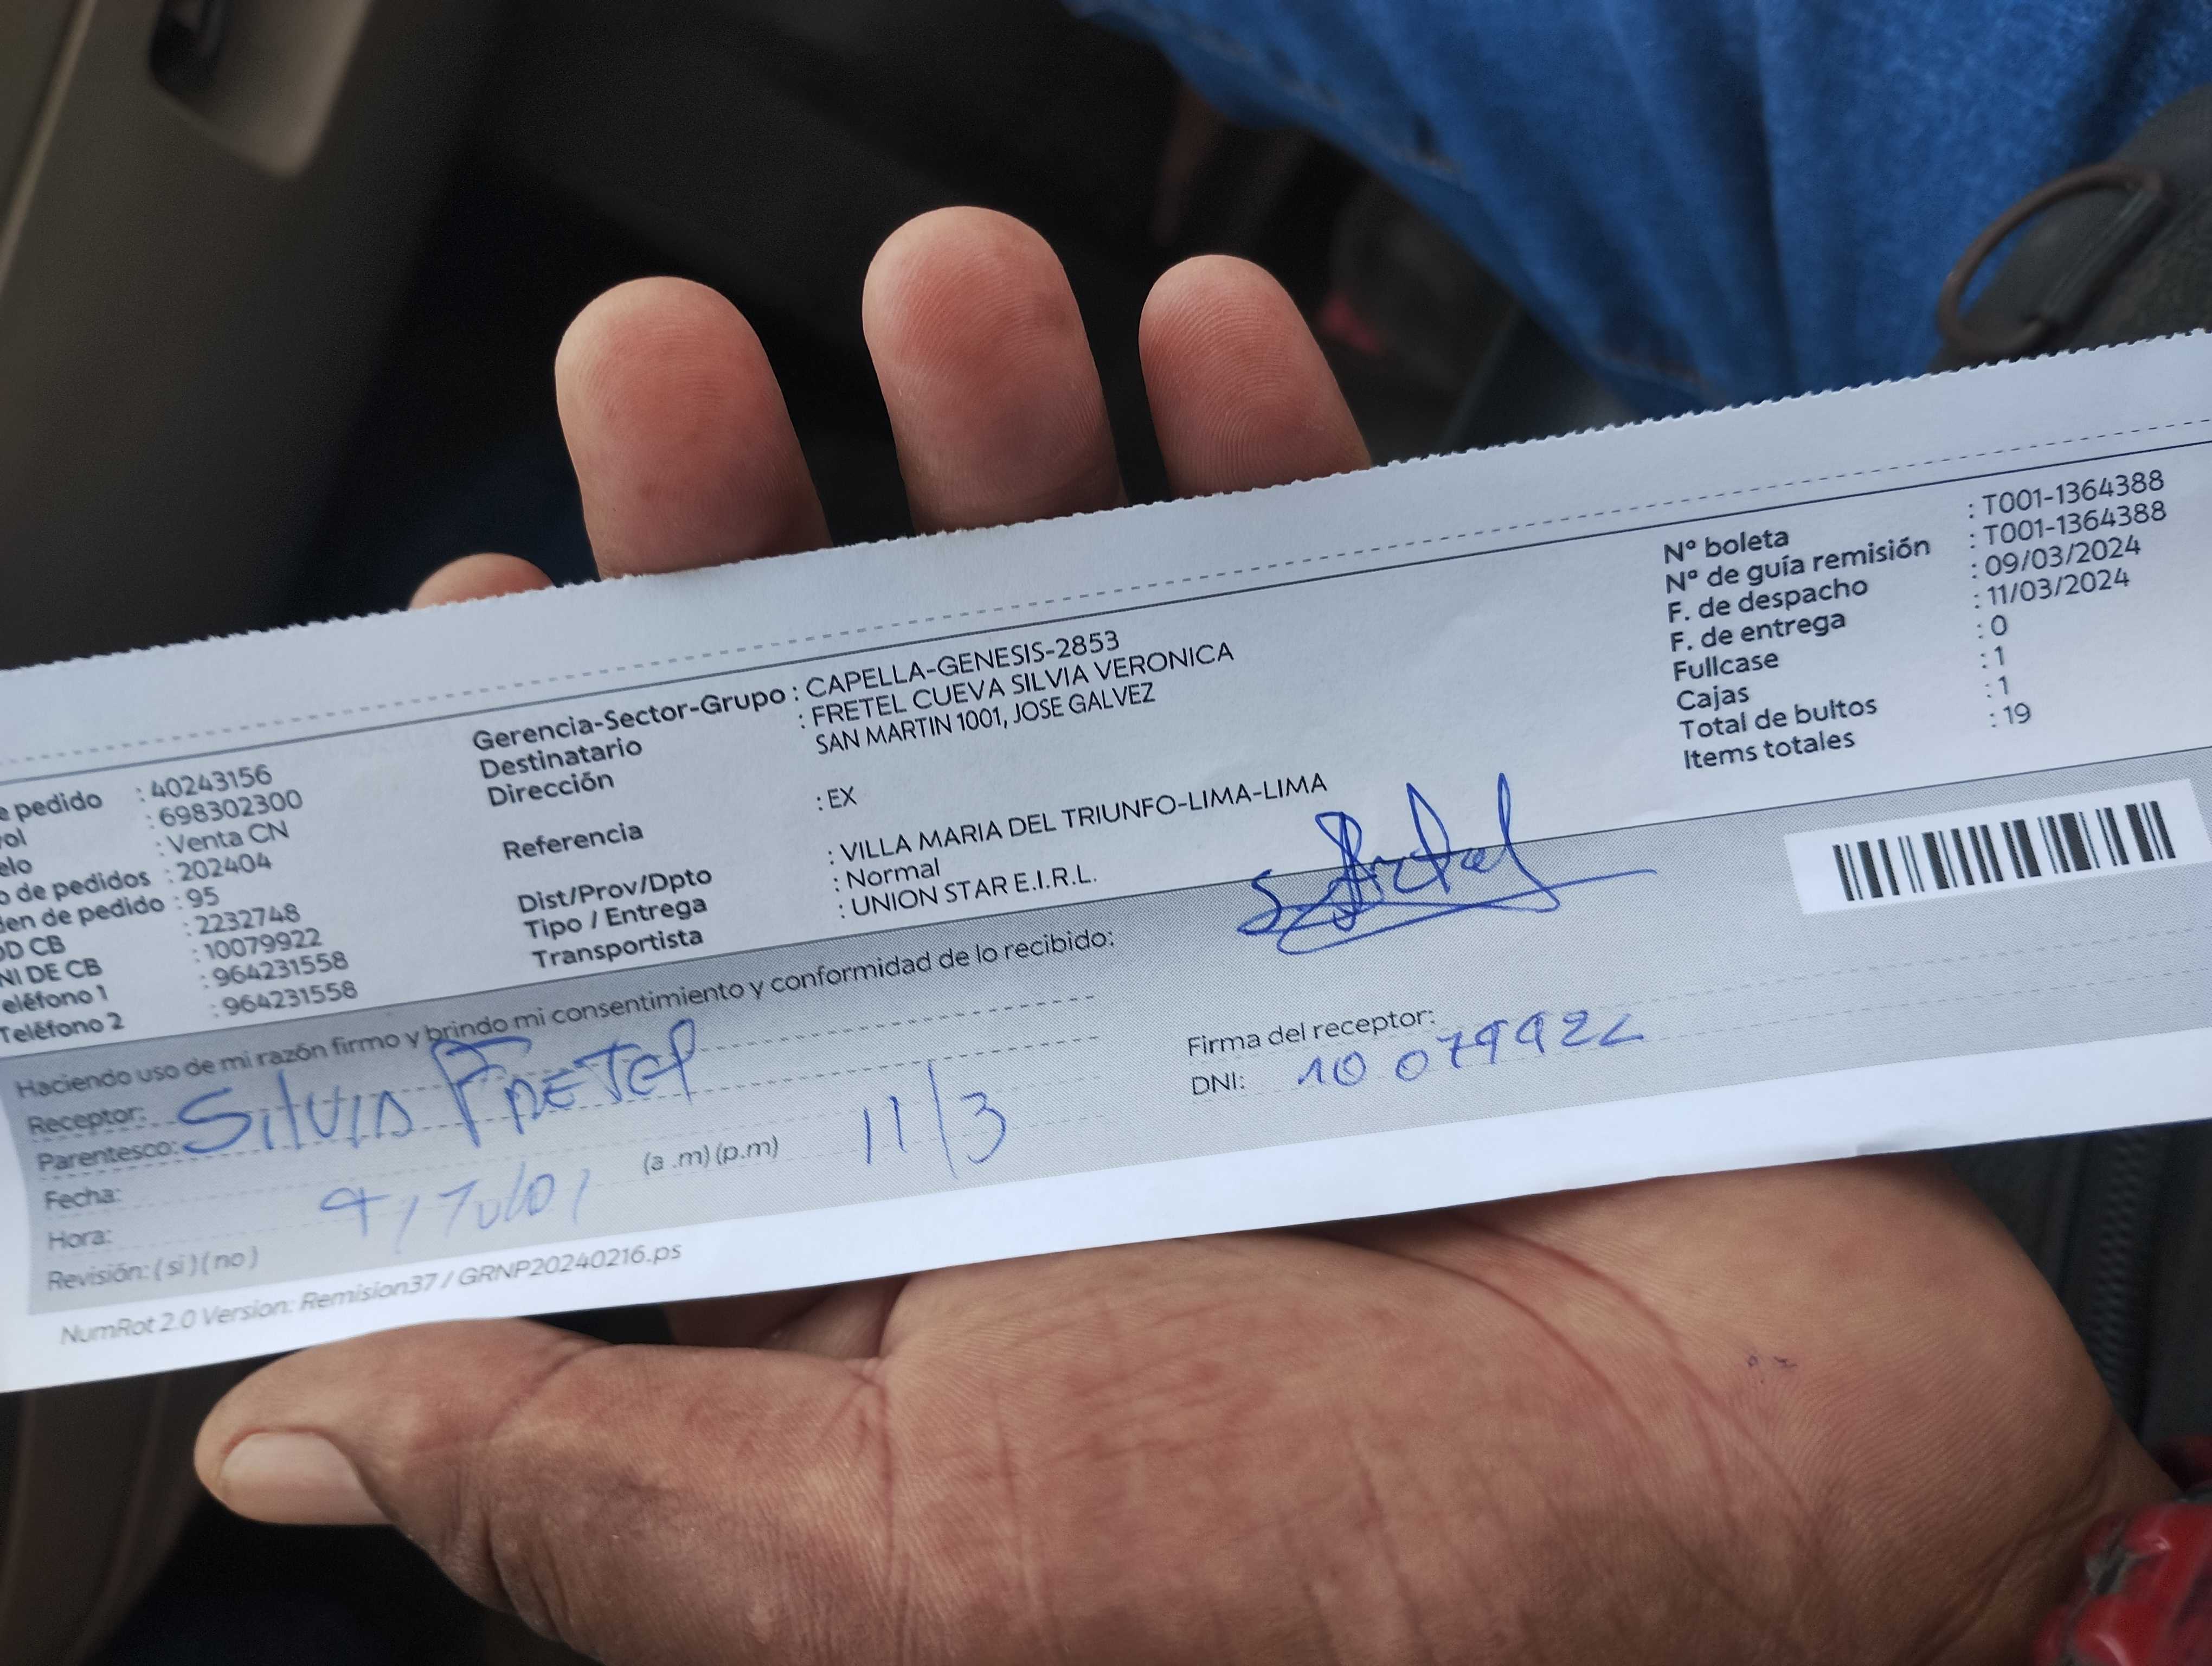 e pedido : 40243156
rol : 698302300
elo : Venta CN
o de pedidos : 202404
den de pedido : 95
OD CB : 2232748
NI DE CB : 10079922
eléfono 1 : 964231558
Teléfono 2 : 964231558
Gerencia-Sector-Grupo : CAPELLA-GENESIS-2853
Destinatario : FRETEL CUEVA SILVIA VERONICA
Dirección SAN MARTIN 1001, JOSE GALVEZ
Referencia : EX
Dist/Prov/Dpto : VILLA MARIA DEL TRIUNFO-LIMA-LIMA
Tipo / Entrega : Normal
Transportista : UNION STAR E.I.R.L.
Nº boleta : T001-1364388
Nº de guía remisión : T001-1364388
F. de despacho : 09/03/2024
F. de entrega : 11/03/2024
Fullcase : 0
Cajas : 1
Total de bultos : 1
Items totales : 19
Haciendo uso de mi razón firmo y brindo mi consentimiento y conformidad de lo recibido:
Receptor: Silvia Fretel
Parentesco:
Fecha: 11/3
Hora: (a .m) (p.m)
Revisión: ( si ) ( no )
Firma del receptor:
DNI: 10079922
NumRot 2.0 Version: Remision37 / GRNP20240216.ps